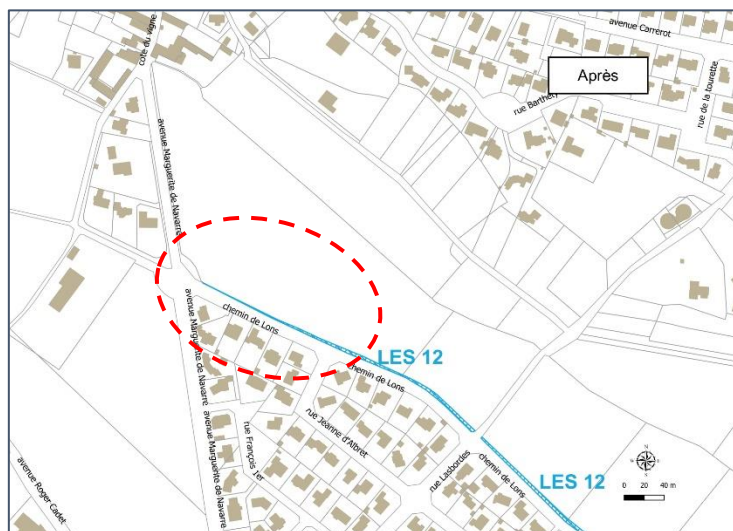 avenue Carrerot
cote du vigne
Après
rue Barthety
rue de la tourette
avenue Marguerite de Navarre
chemin de Lons
avenue Marguerite de Navarre
LES 12
chemin de Lons
rue Jeanne d'Albret
avenue Marguerite de Navarre
rue François 1er
rue Lasbordes
chemin de Lons
avenue Roger Cadet
LES 12
N
0 20 40 m